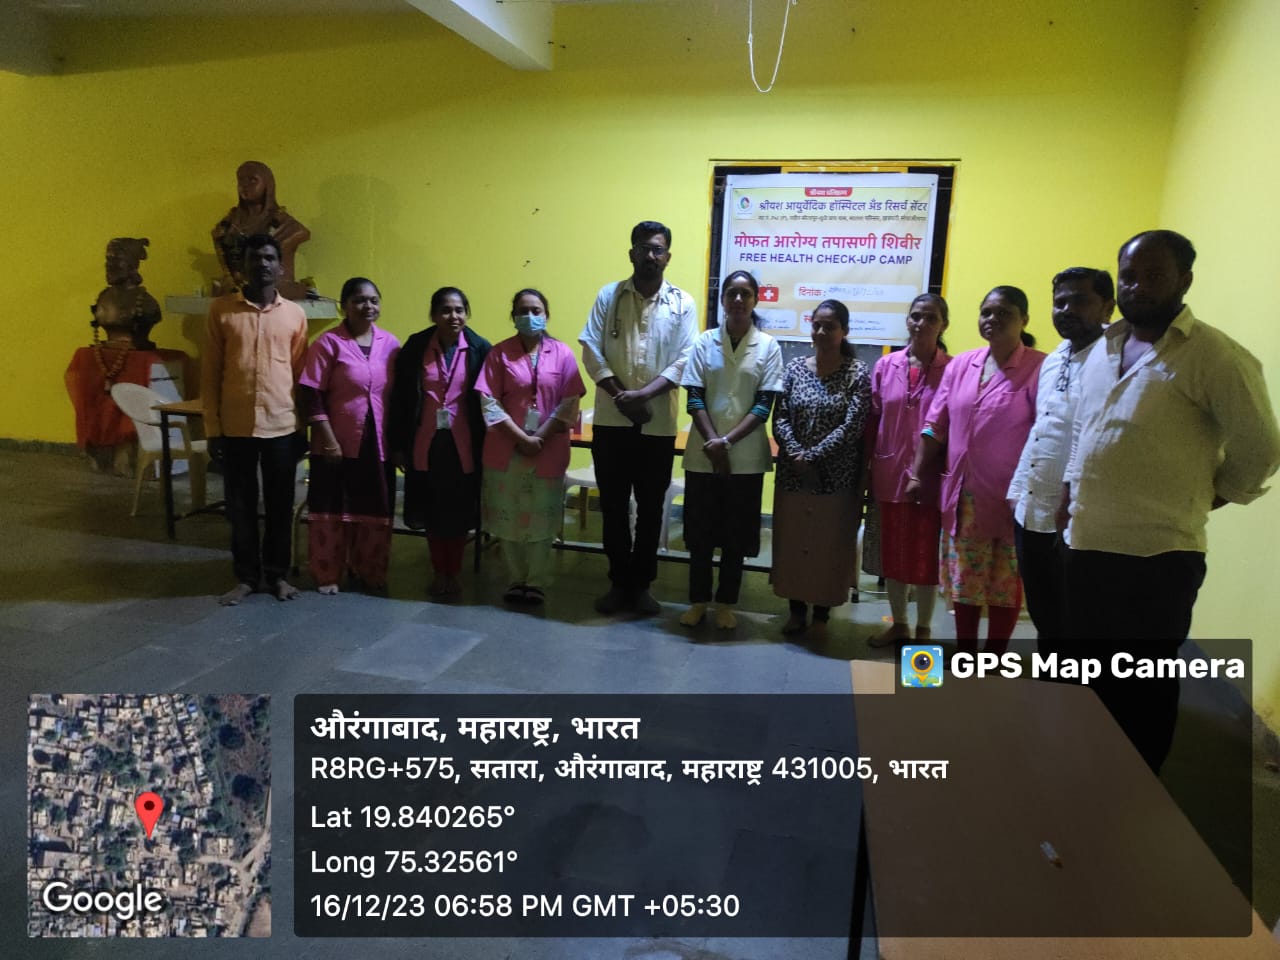 श्रीयश प्रतिष्ठान
श्रीयश आयुर्वेदिक हॉस्पिटल अँड रिसर्च सेंटर
मोफत आरोग्य तपासणी शिबीर
FREE HEALTH CHECK-UP CAMP
दिनांक :
GPS Map Camera
औरंगाबाद, महाराष्ट्र, भारत
R8RG+575, सतारा, औरंगाबाद, महाराष्ट्र 431005, भारत
Lat 19.840265°
Long 75.32561°
16/12/23 06:58 PM GMT +05:30
Google